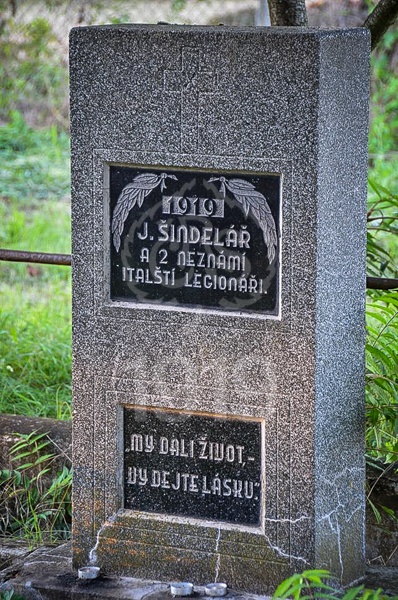 1919
J. ŠINDELÁŘ
A 2 NEZNÁMÍ
ITALŠTÍ LEGIONÁŘI.
„MY DALI ŽIVOT,-
VY DEJTE LÁSKU".